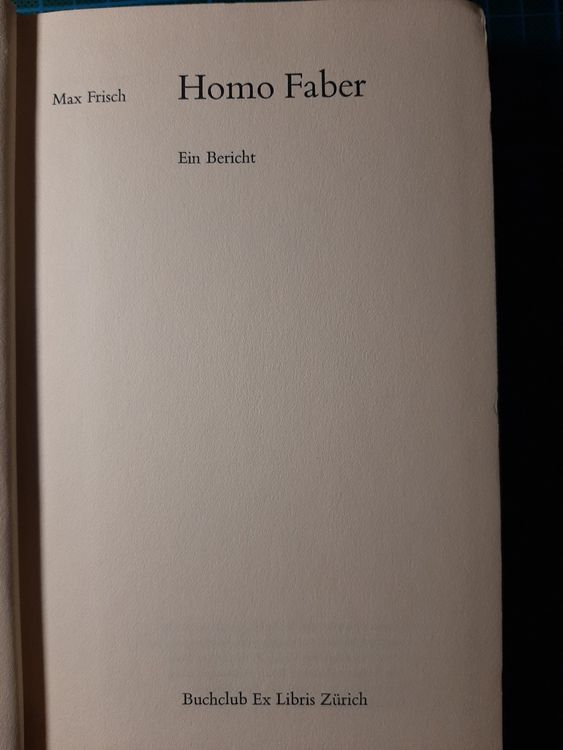 Max Frisch
Homo Faber
Ein Bericht
Buchclub Ex Libris Zürich